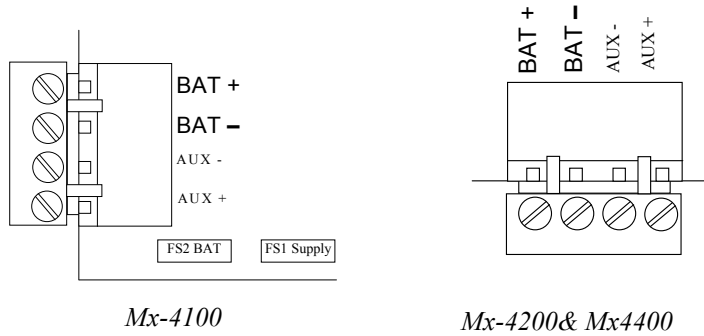 BAT +
BAT –
AUX -
AUX +
FS2 BAT
FS1 Supply
Mx-4100
BAT +
BAT –
AUX -
AUX +
Mx-4200& Mx4400